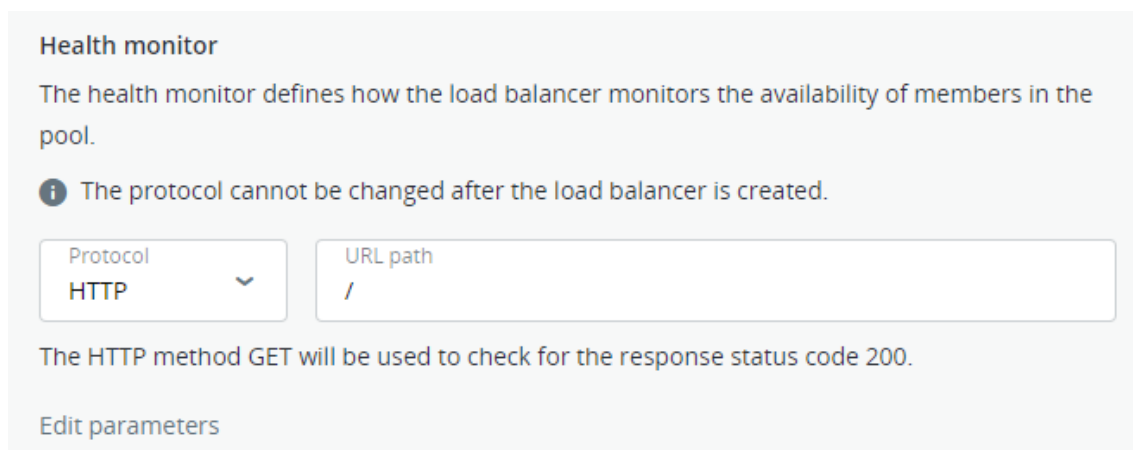 Health monitor
The health monitor defines how the load balancer monitors the availability of members in the
pool.
The protocol cannot be changed after the load balancer is created.
Protocol
HTTP
URL path
/
The HTTP method GET will be used to check for the response status code 200.
Edit parameters